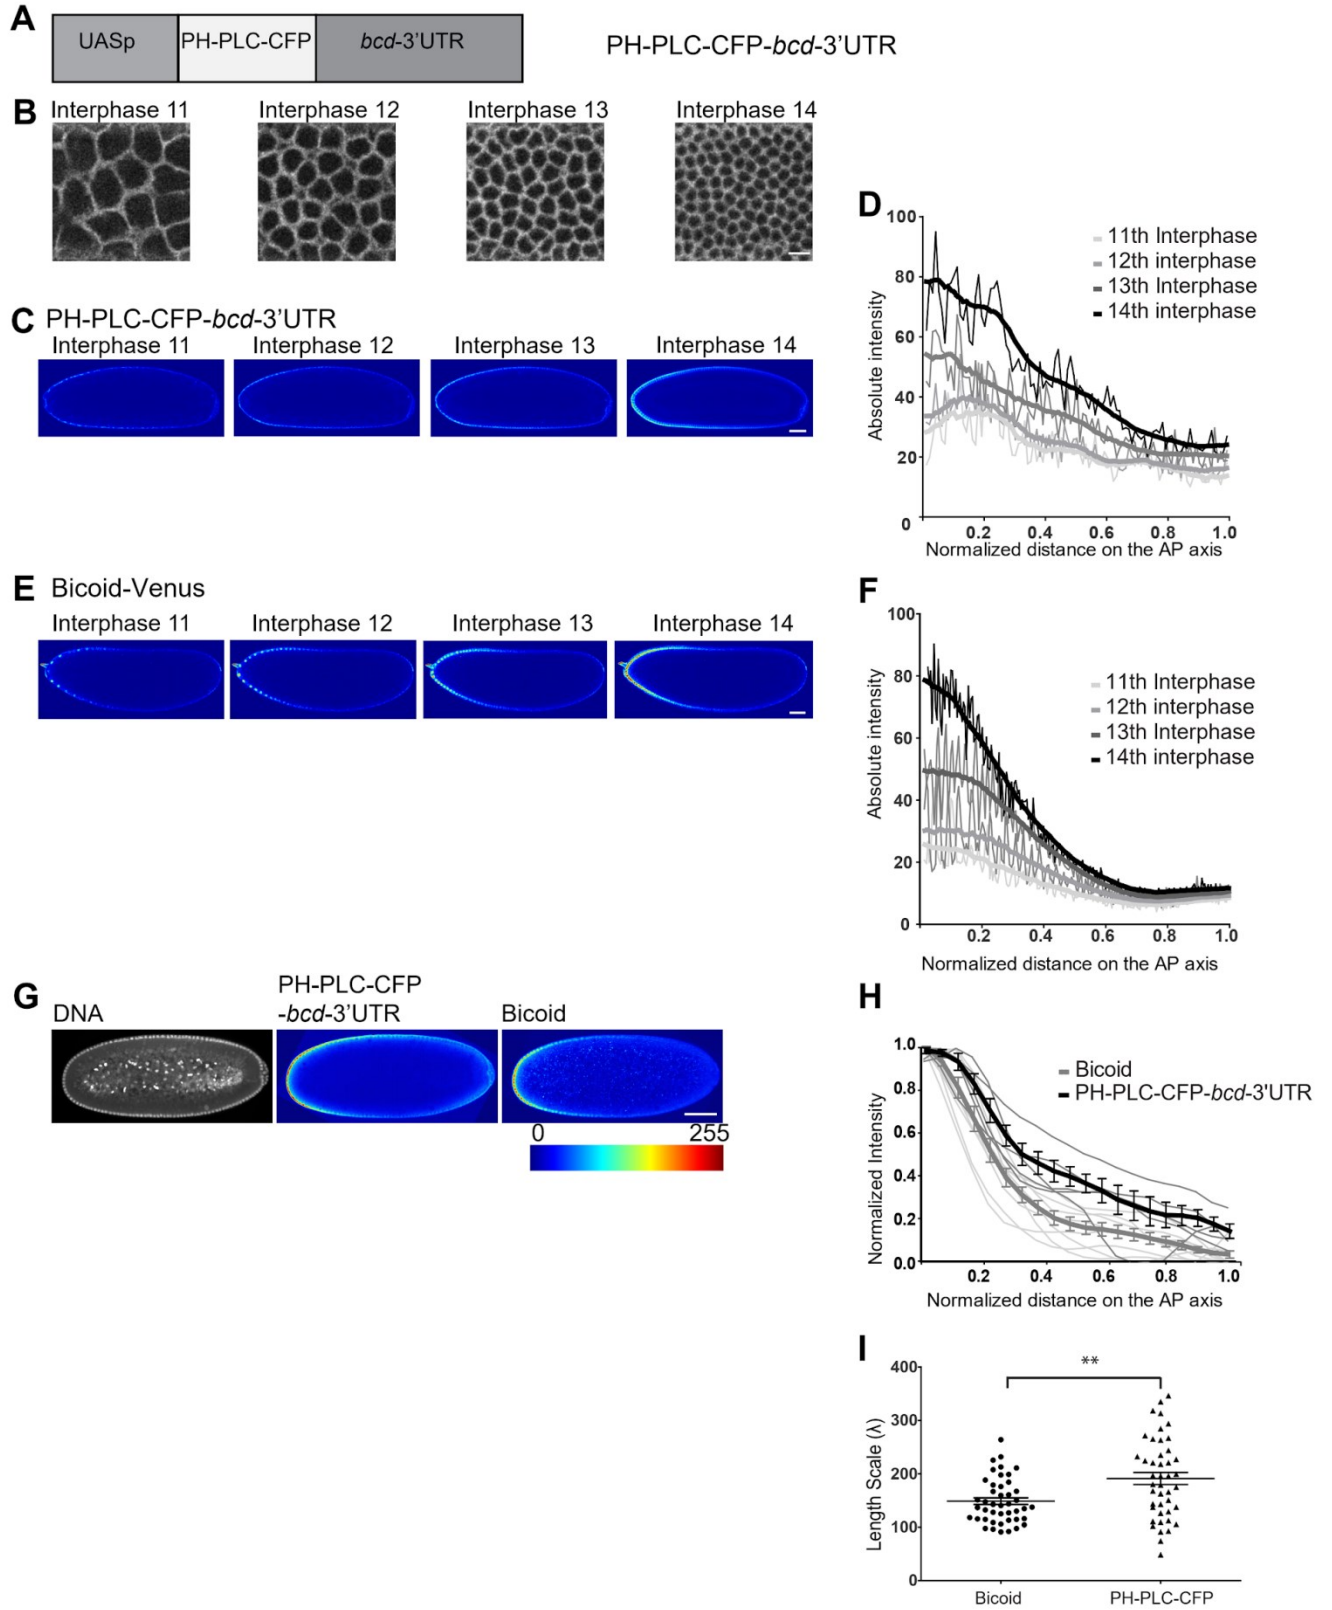 A
UASp PH-PLC-CFP bcd-3'UTR PH-PLC-CFP-bcd-3'UTR
B
Interphase 11 Interphase 12 Interphase 13 Interphase 14
C PH-PLC-CFP-bcd-3'UTR
Interphase 11 Interphase 12 Interphase 13 Interphase 14
D
Absolute intensity
100
80
60
40
20
0
11th Interphase
12th interphase
13th Interphase
14th interphase
0.2 0.4 0.6 0.8 1.0
Normalized distance on the AP axis
E Bicoid-Venus
Interphase 11 Interphase 12 Interphase 13 Interphase 14
F
Absolute intensity
100
80
60
40
20
0
11th Interphase
12th interphase
13th Interphase
14th interphase
0.2 0.4 0.6 0.8 1.0
Normalized distance on the AP axis
G
DNA
PH-PLC-CFP
-bcd-3'UTR
Bicoid
0 255
H
Normalized Intensity
1.0
0.8
0.6
0.4
0.2
0.0
Bicoid
PH-PLC-CFP-bcd-3'UTR
0.2 0.4 0.6 0.8 1.0
Normalized distance on the AP axis
I
Length Scale (λ)
400
300
200
100
0
**
Bicoid PH-PLC-CFP